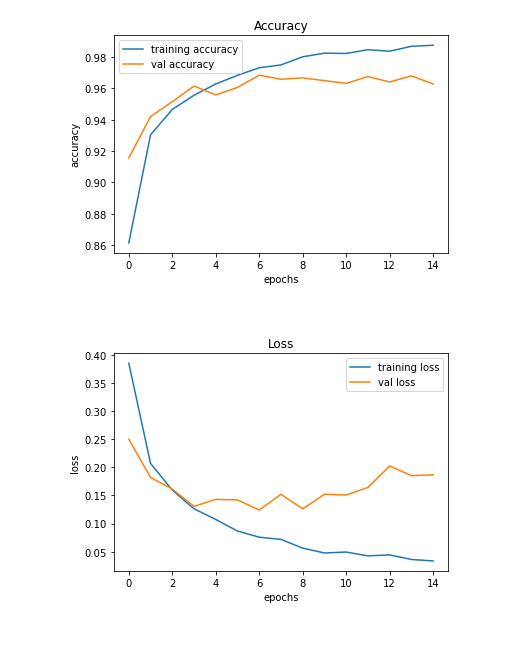 Accuracy
training accuracy
val accuracy
0.98
0.96
0.94
0.92
0.90
0.88
0.86
accuracy
0 2 4 6 8 10 12 14
epochs
Loss
training loss
val loss
0.40
0.35
0.30
0.25
0.20
0.15
0.10
0.05
loss
0 2 4 6 8 10 12 14
epochs